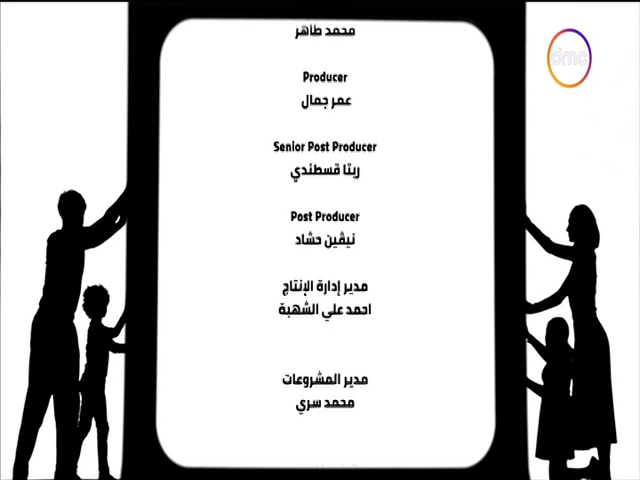 محمد طاهر
dmc
Producer
عمر جمال
Senior Post Producer
ريتا قسطندي
Post Producer
نيڤين حشاد
مدير إدارة الإنتاج
احمد علي الشهبة
مدير المشروعات
محمد سري